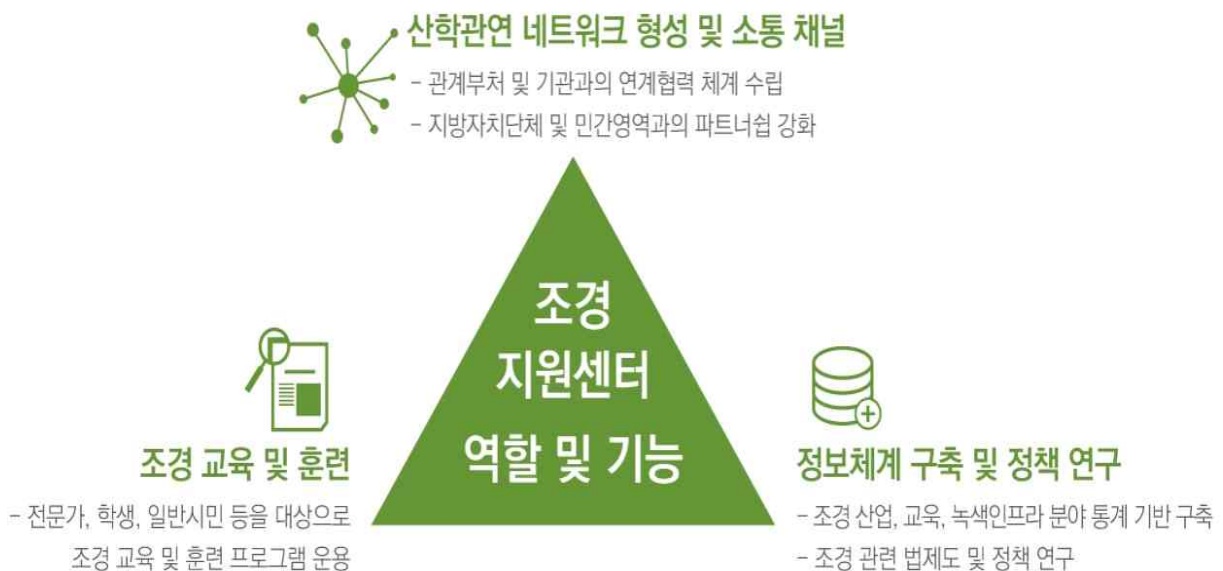 산학관연 네트워크 형성 및 소통 채널
- 관계부처 및 기관과의 연계협력 체계 수립
- 지방자치단체 및 민간영역과의 파트너쉽 강화
조경
지원센터
역할 및 기능
조경 교육 및 훈련
- 전문가, 학생, 일반시민 등을 대상으로
조경 교육 및 훈련 프로그램 운용
정보체계 구축 및 정책 연구
- 조경 산업, 교육, 녹색인프라 분야 통계 기반 구축
- 조경 관련 법제도 및 정책 연구